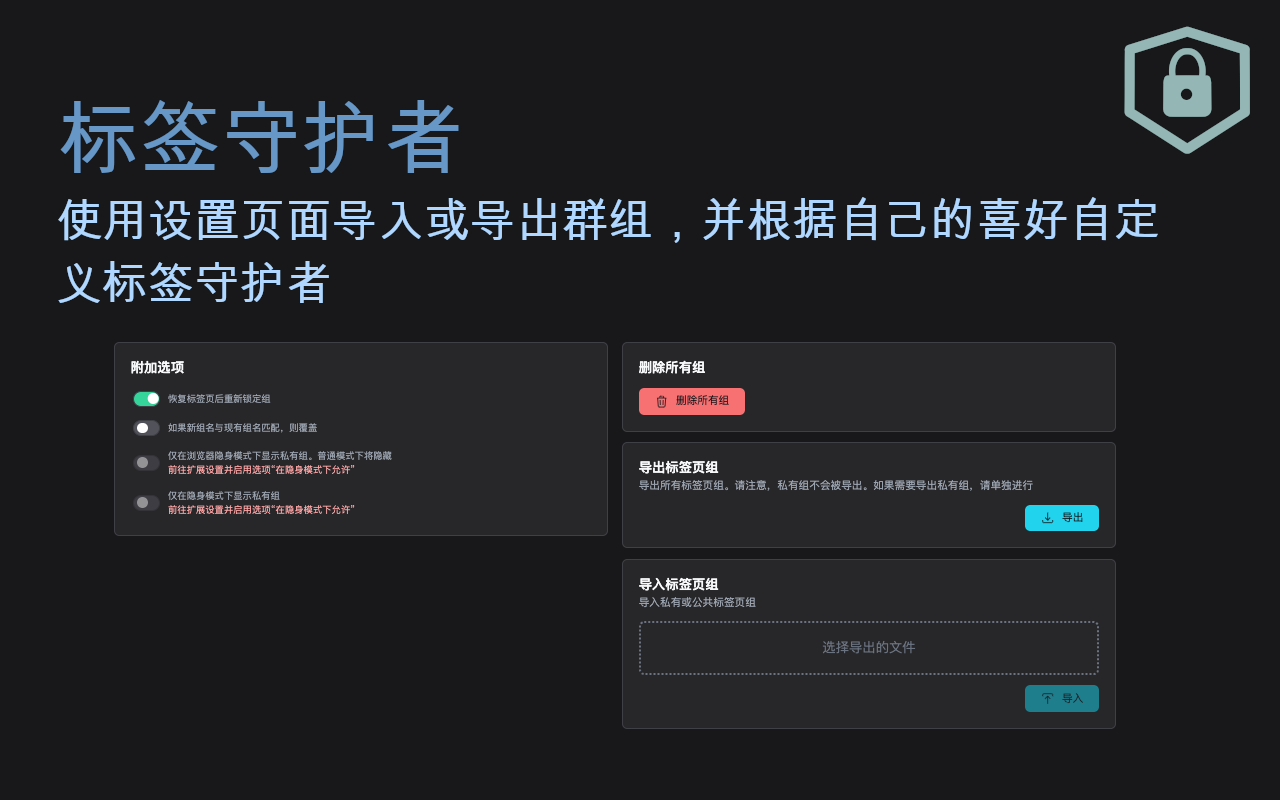 标签守护者
使用设置页面导入或导出群组，并根据自己的喜好自定
义标签守护者
附加选项
恢复标签页后重新锁定组
如果新组名与现有组名匹配，则覆盖
仅在浏览器隐身模式下显示私有组。普通模式下将隐藏
前往扩展设置并启用选项“在隐身模式下允许”
仅在隐身模式下显示私有组
前往扩展设置并启用选项“在隐身模式下允许”
删除所有组
删除所有组
导出标签页组
导出所有标签页组。请注意，私有组不会被导出。如果需要导出私有组，请单独进行
导出
导入标签页组
导入私有或公共标签页组
选择导出的文件
导入